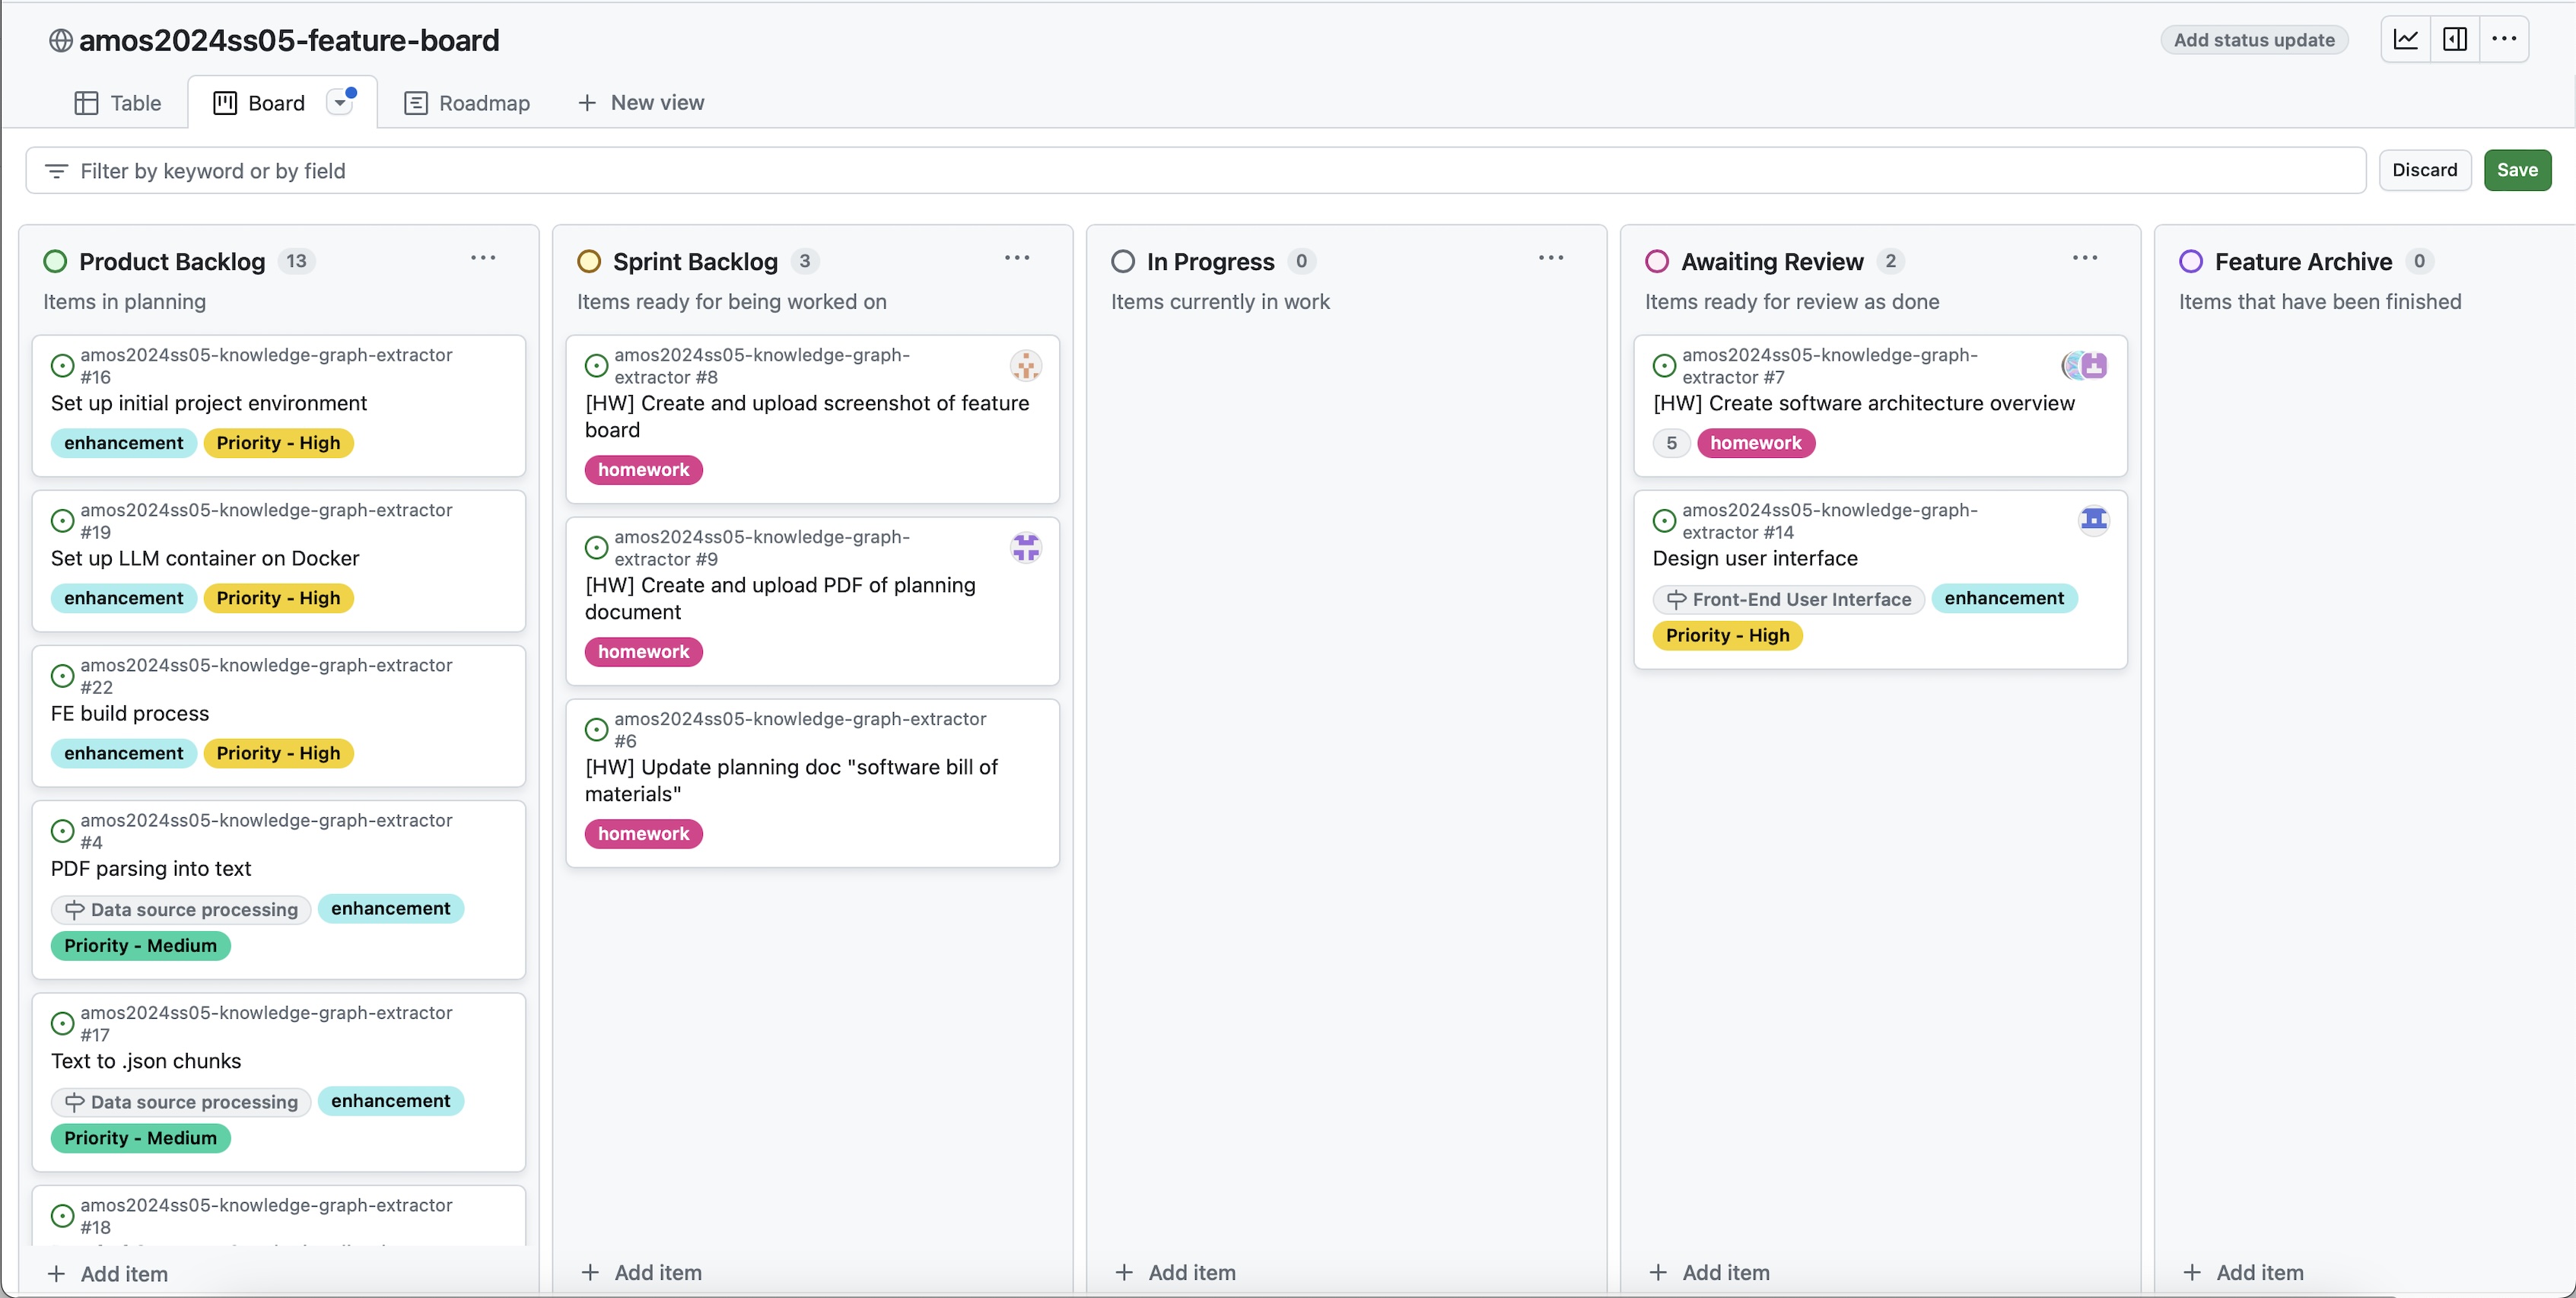 amos2024ss05-feature-board
Add status update
Table
Board
Roadmap
New view
Filter by keyword or by field
Discard
Save
Product Backlog 13
Items in planning
amos2024ss05-knowledge-graph-extractor
#16
Set up initial project environment
enhancement Priority - High
amos2024ss05-knowledge-graph-extractor
#19
Set up LLM container on Docker
enhancement Priority - High
amos2024ss05-knowledge-graph-extractor
#22
FE build process
enhancement Priority - High
amos2024ss05-knowledge-graph-extractor
#4
PDF parsing into text
Data source processing enhancement
Priority - Medium
amos2024ss05-knowledge-graph-extractor
#17
Text to .json chunks
Data source processing enhancement
Priority - Medium
amos2024ss05-knowledge-graph-extractor
#18
+ Add item
Sprint Backlog 3
Items ready for being worked on
amos2024ss05-knowledge-graph-
extractor #8
[HW] Create and upload screenshot of feature
board
homework
amos2024ss05-knowledge-graph-
extractor #9
[HW] Create and upload PDF of planning
document
homework
amos2024ss05-knowledge-graph-extractor
#6
[HW] Update planning doc "software bill of
materials"
homework
+ Add item
In Progress 0
Items currently in work
+ Add item
Awaiting Review 2
Items ready for review as done
amos2024ss05-knowledge-graph-
extractor #7
[HW] Create software architecture overview
5 homework
amos2024ss05-knowledge-graph-
extractor #14
Design user interface
Front-End User Interface enhancement
Priority - High
+ Add item
Feature Archive 0
Items that have been finished
+ Add item